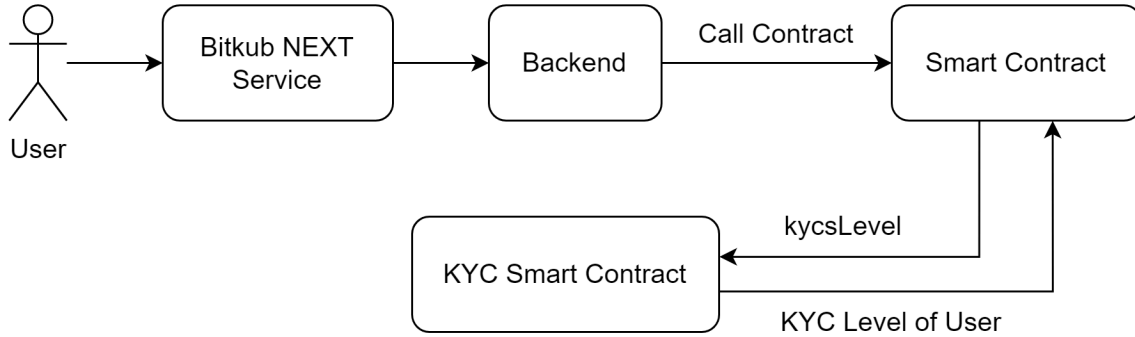 User
Bitkub NEXT
Service
Backend
Call Contract
Smart Contract
kycsLevel
KYC Smart Contract
KYC Level of User